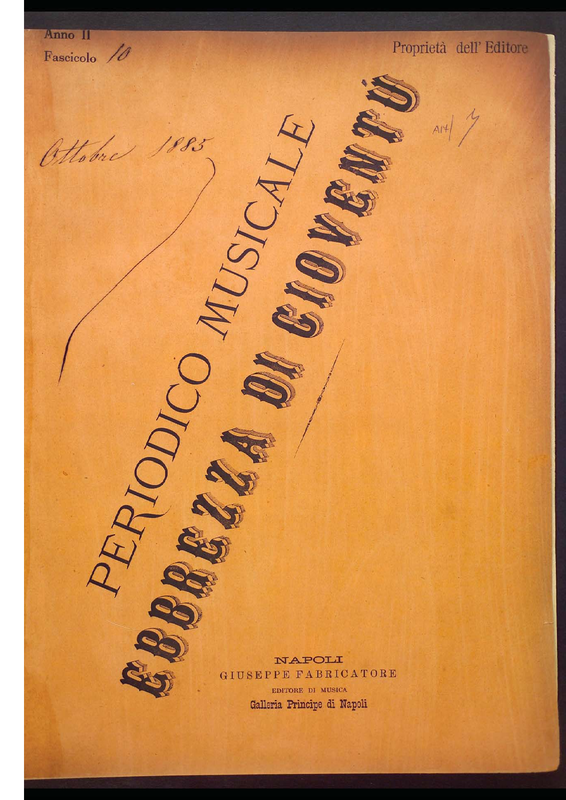 Anno II
Fascicolo 10
Proprietà dell' Editore
Ottobre 1885
PERIODICO MUSICALE
EBBREZZA DI GIOVENTÙ
NAPOLI
GIUSEPPE FABRICATORE
EDITORE DI MUSICA
Galleria Principe di Napoli